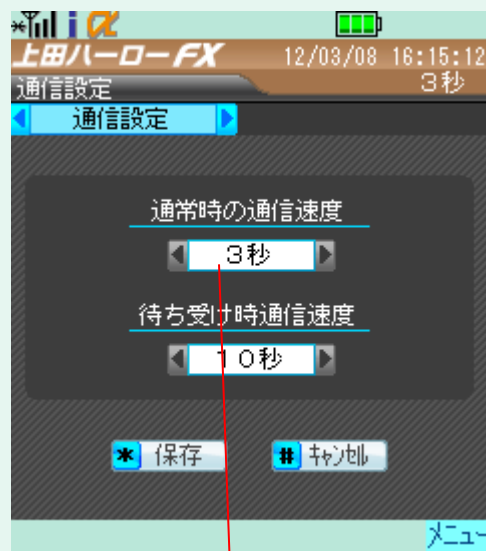 i α
上田ハーローFX 12/03/08 16:15:12
通信設定 3秒
通信設定
通常時の通信速度
3秒
待ち受け時通信速度
10秒
* 保存 # ｷｬﾝｾﾙ
ﾒﾆｭｰ